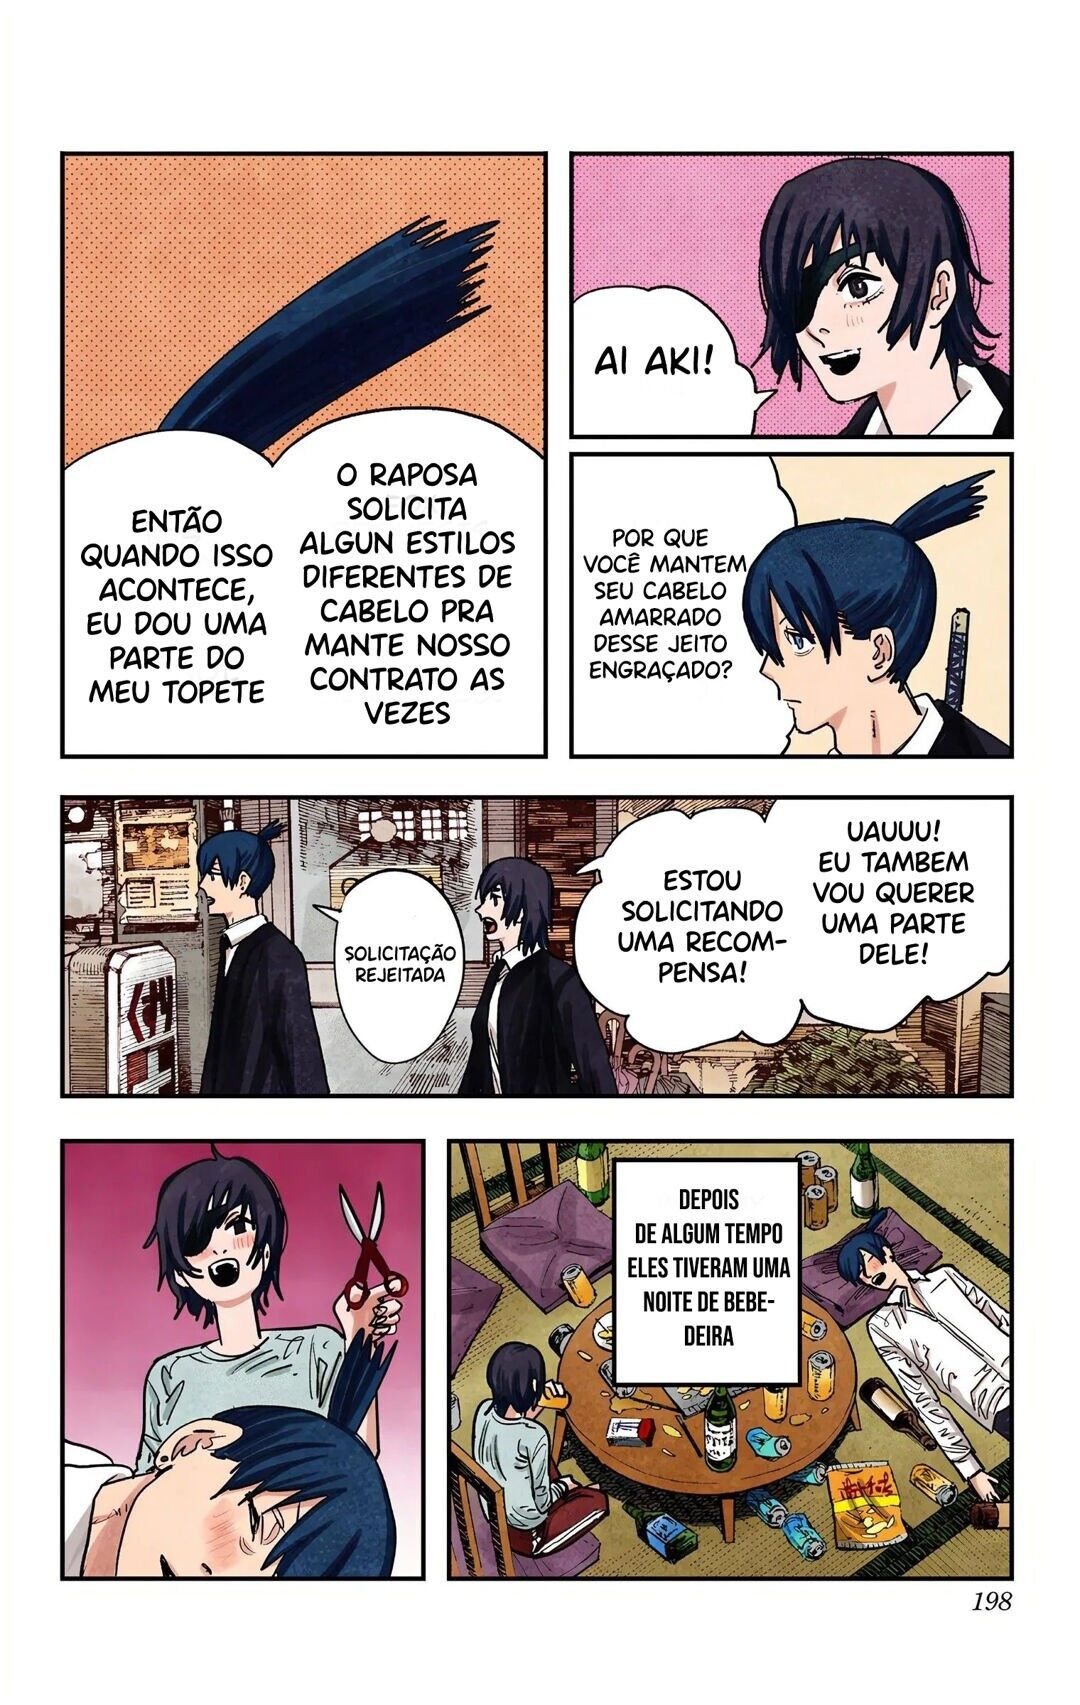 AI AKI!
POR QUE
VOCÊ MANTEM
SEU CABELO
AMARRADO
DESSE JEITO
ENGRAÇADO?
O RAPOSA
SOLICITA
ALGUN ESTILOS
DIFERENTES DE
CABELO PRA
MANTE NOSSO
CONTRATO AS
VEZES
ENTÃO
QUANDO ISSO
ACONTECE,
EU DOU UMA
PARTE DO
MEU TOPETE
UAUUU!
EU TAMBEM
VOU QUERER
UMA PARTE
DELE!
ESTOU
SOLICITANDO
UMA RECOM-
PENSA!
SOLICITAÇÃO
REJEITADA
DEPOIS
DE ALGUM TEMPO
ELES TIVERAM UMA
NOITE DE BEBE-
DEIRA
198